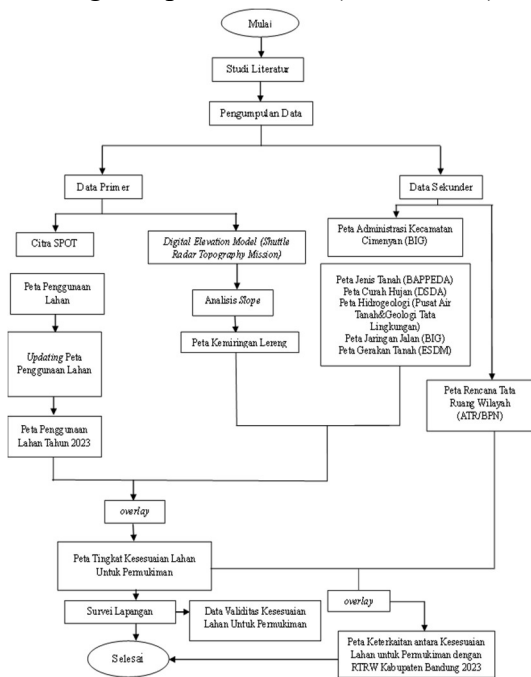 Mulai
Studi Literatur
Pengumpulan Data
Data Primer
Data Sekunder
Citra SPOT
Digital Elevation Model (Shuttle
Radar Topography Mission)
Peta Administrasi Kecamatan
Cimenyan (BIG)
Peta Penggunaan
Lahan
Analisis Slope
Peta Jenis Tanah (BAPPEDA)
Peta Curah Hujan (DSDA)
Peta Hidrogeologi (Pusat Air
Tanah&Geologi Tata
Lingkungan)
Peta Jaringan Jalan (BIG)
Peta Gerakan Tanah (ESDM)
Updating Peta
Penggunaan Lahan
Peta Kemiringan Lereng
Peta Rencana Tata
Ruang Wilayah
(ATR/BPN)
Peta Penggunaan
Lahan Tahun 2023
overlay
Peta Tingkat Kesesuaian Lahan
Untuk Permukiman
Survei Lapangan
Data Validitas Kesesuaian
Lahan Untuk Permukiman
overlay
Selesai
Peta Keterkaitan antara Kesesuaian
Lahan untuk Permukiman dengan
RTRW Kabupaten Bandung 2023